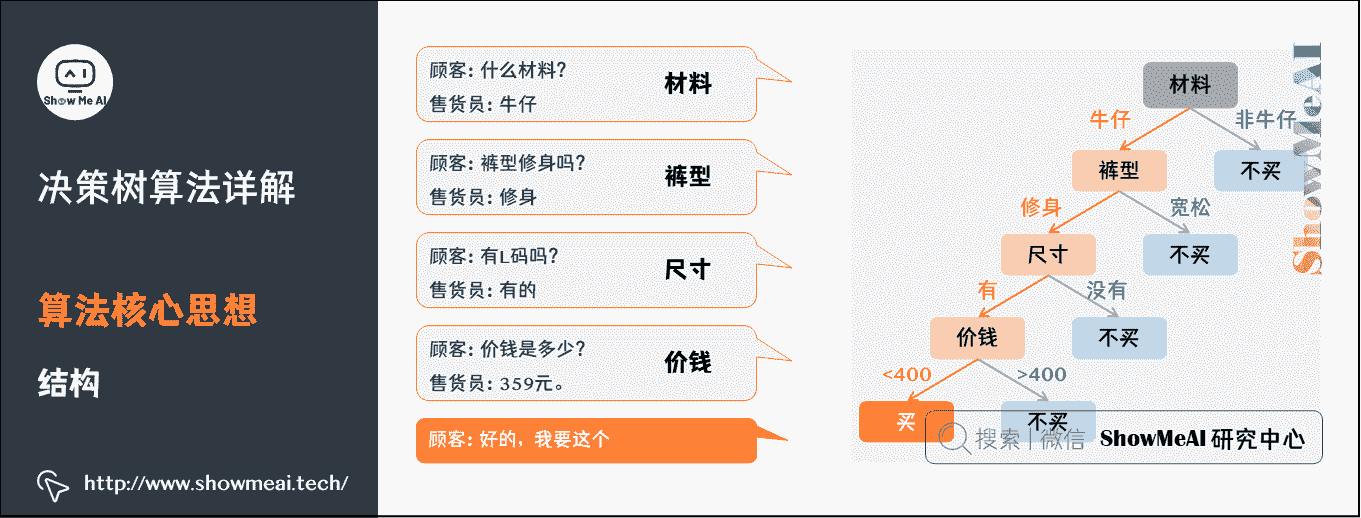 Show Me AI
决策树算法详解
算法核心思想
结构
http://www.showmeai.tech/
顾客: 什么材料?
售货员: 牛仔
材料
顾客: 裤型修身吗?
售货员: 修身
裤型
顾客: 有L码吗?
售货员: 有的
尺寸
顾客: 价钱是多少?
售货员: 359元。
价钱
顾客: 好的，我要这个
材料
牛仔
非牛仔
裤型
不买
修身
宽松
尺寸
不买
有
没有
价钱
不买
<400
>400
买
不买
ShowMeAI
搜索 | 微信 ShowMeAI 研究中心